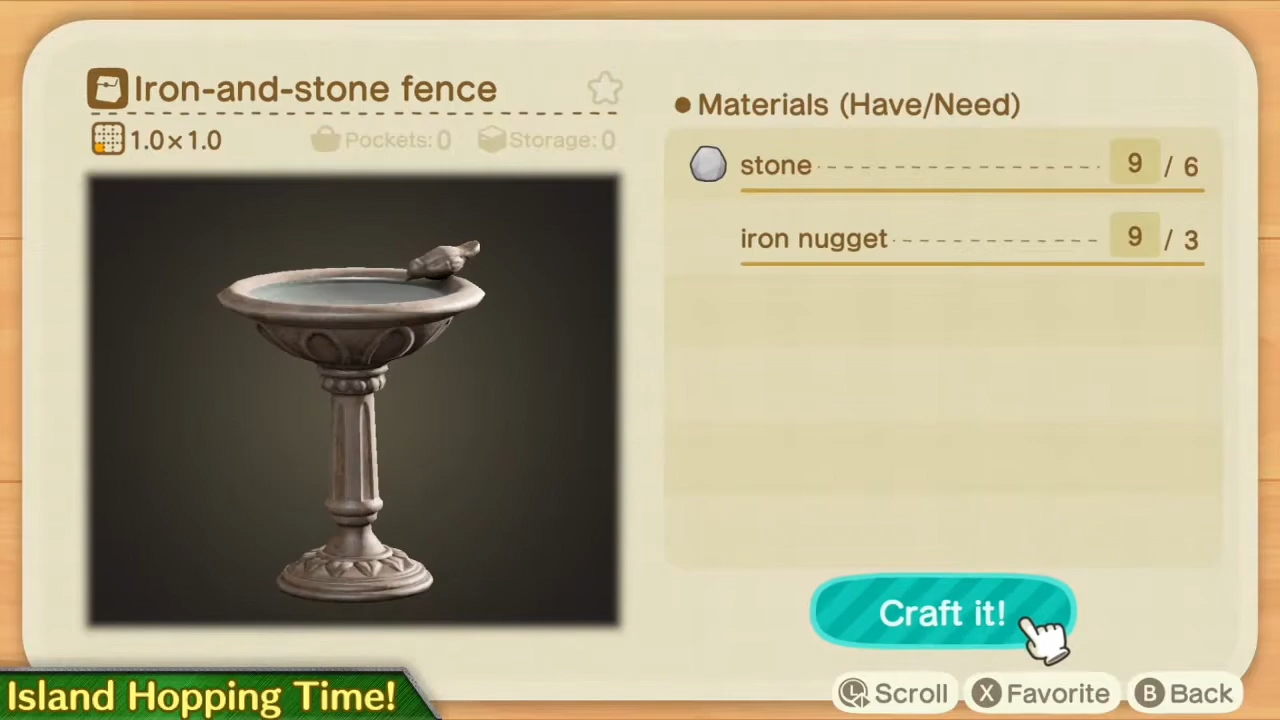 Iron-and-stone fence
1.0×1.0 Pockets: 0 Storage: 0
Materials (Have/Need)
stone 9 / 6
iron nugget 9 / 3
Craft it!
Island Hopping Time!
L Scroll X Favorite B Back